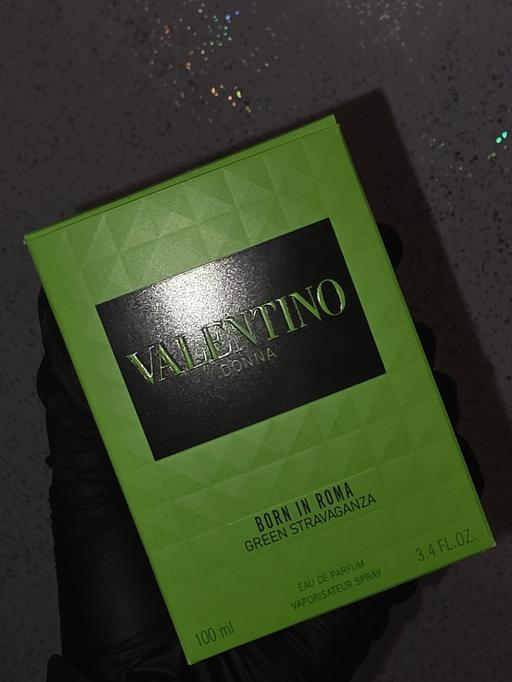 VALENTINO
DONNA
BORN IN ROMA
GREEN STRAVAGANZA
EAU DE PARFUM
VAPORISATEUR SPRAY
100 ml
3.4 FL.OZ.